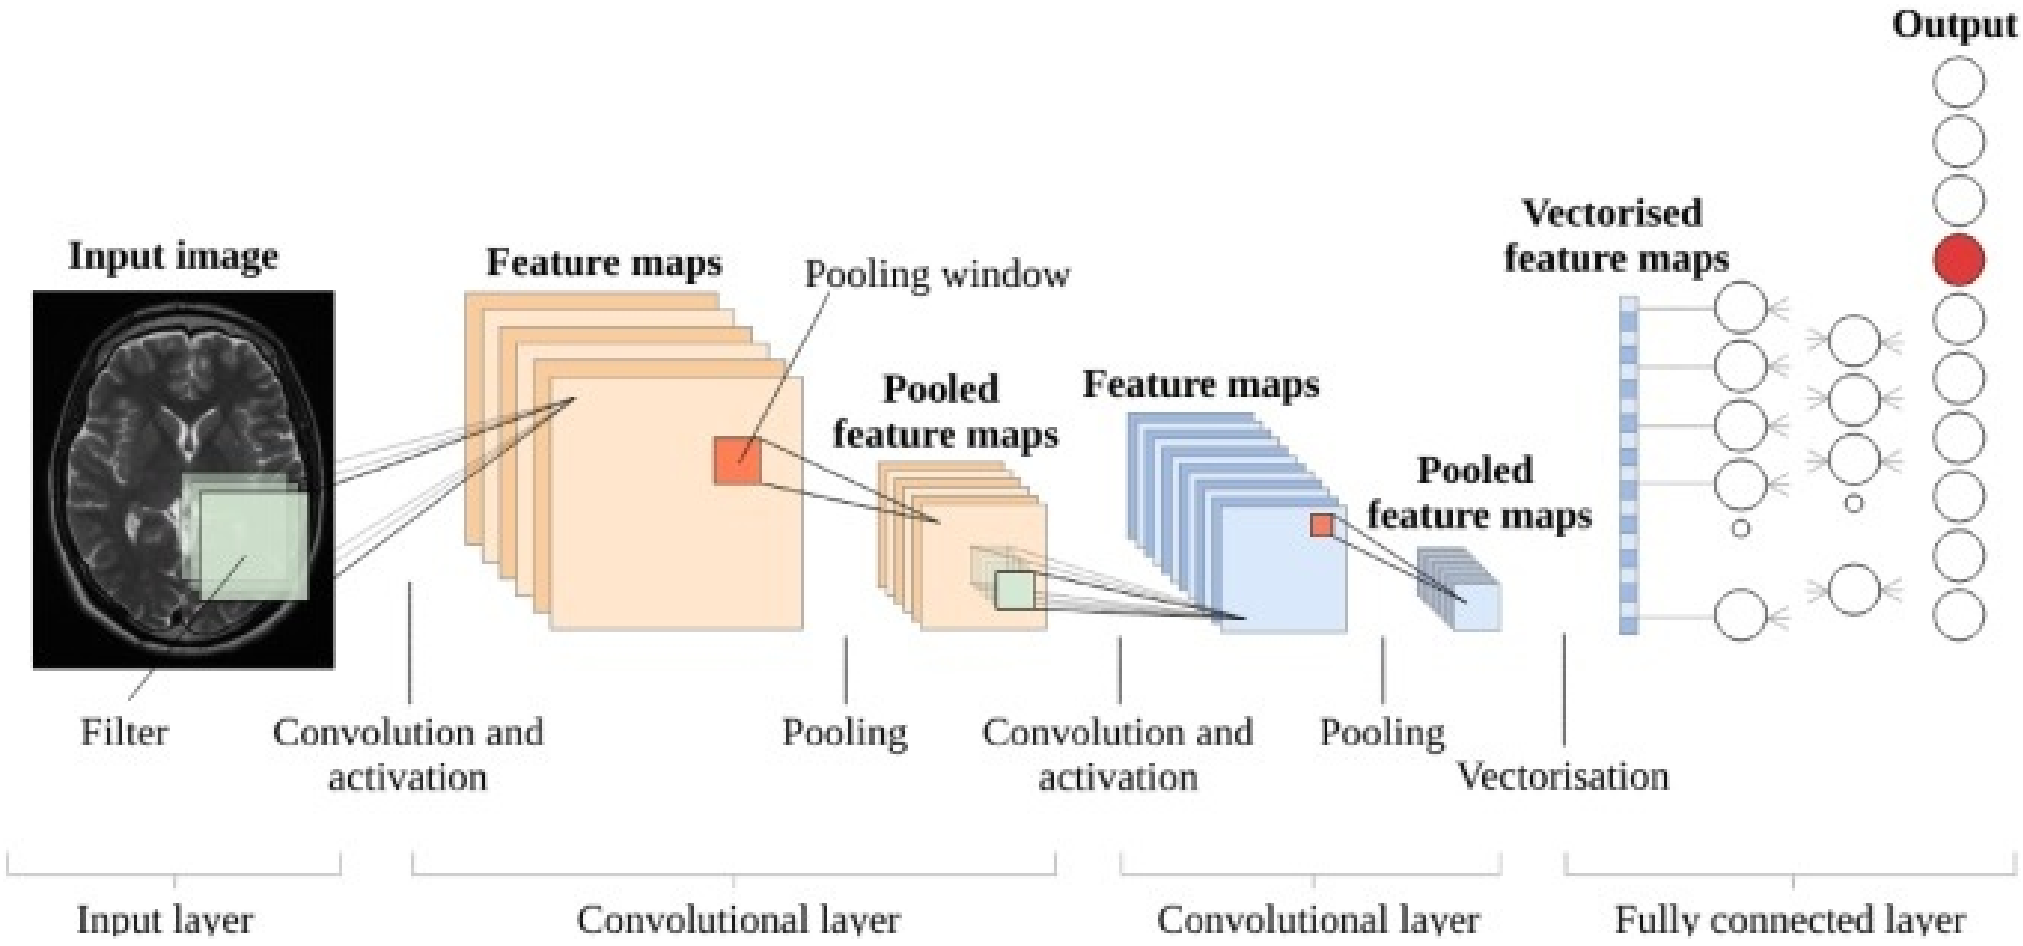 Output
Vectorised
feature maps
Input image
Feature maps
Pooling window
Pooled
feature maps
Feature maps
Pooled
feature maps
Filter
Convolution and
activation
Pooling
Convolution and
activation
Pooling
Vectorisation
Input layer
Convolutional layer
Convolutional layer
Fully connected layer